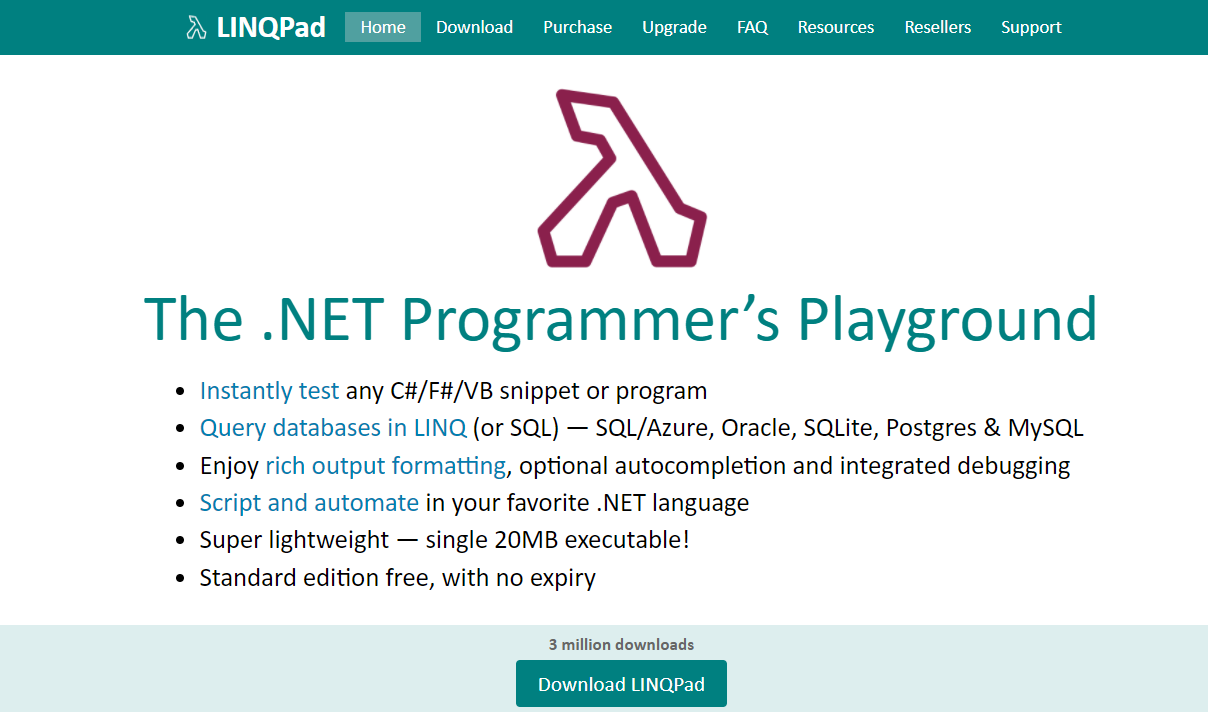 LINQPad Home Download Purchase Upgrade FAQ Resources Resellers Support
The .NET Programmer’s Playground
• Instantly test any C#/F#/VB snippet or program
• Query databases in LINQ (or SQL) — SQL/Azure, Oracle, SQLite, Postgres & MySQL
• Enjoy rich output formatting, optional autocompletion and integrated debugging
• Script and automate in your favorite .NET language
• Super lightweight — single 20MB executable!
• Standard edition free, with no expiry
3 million downloads
Download LINQPad